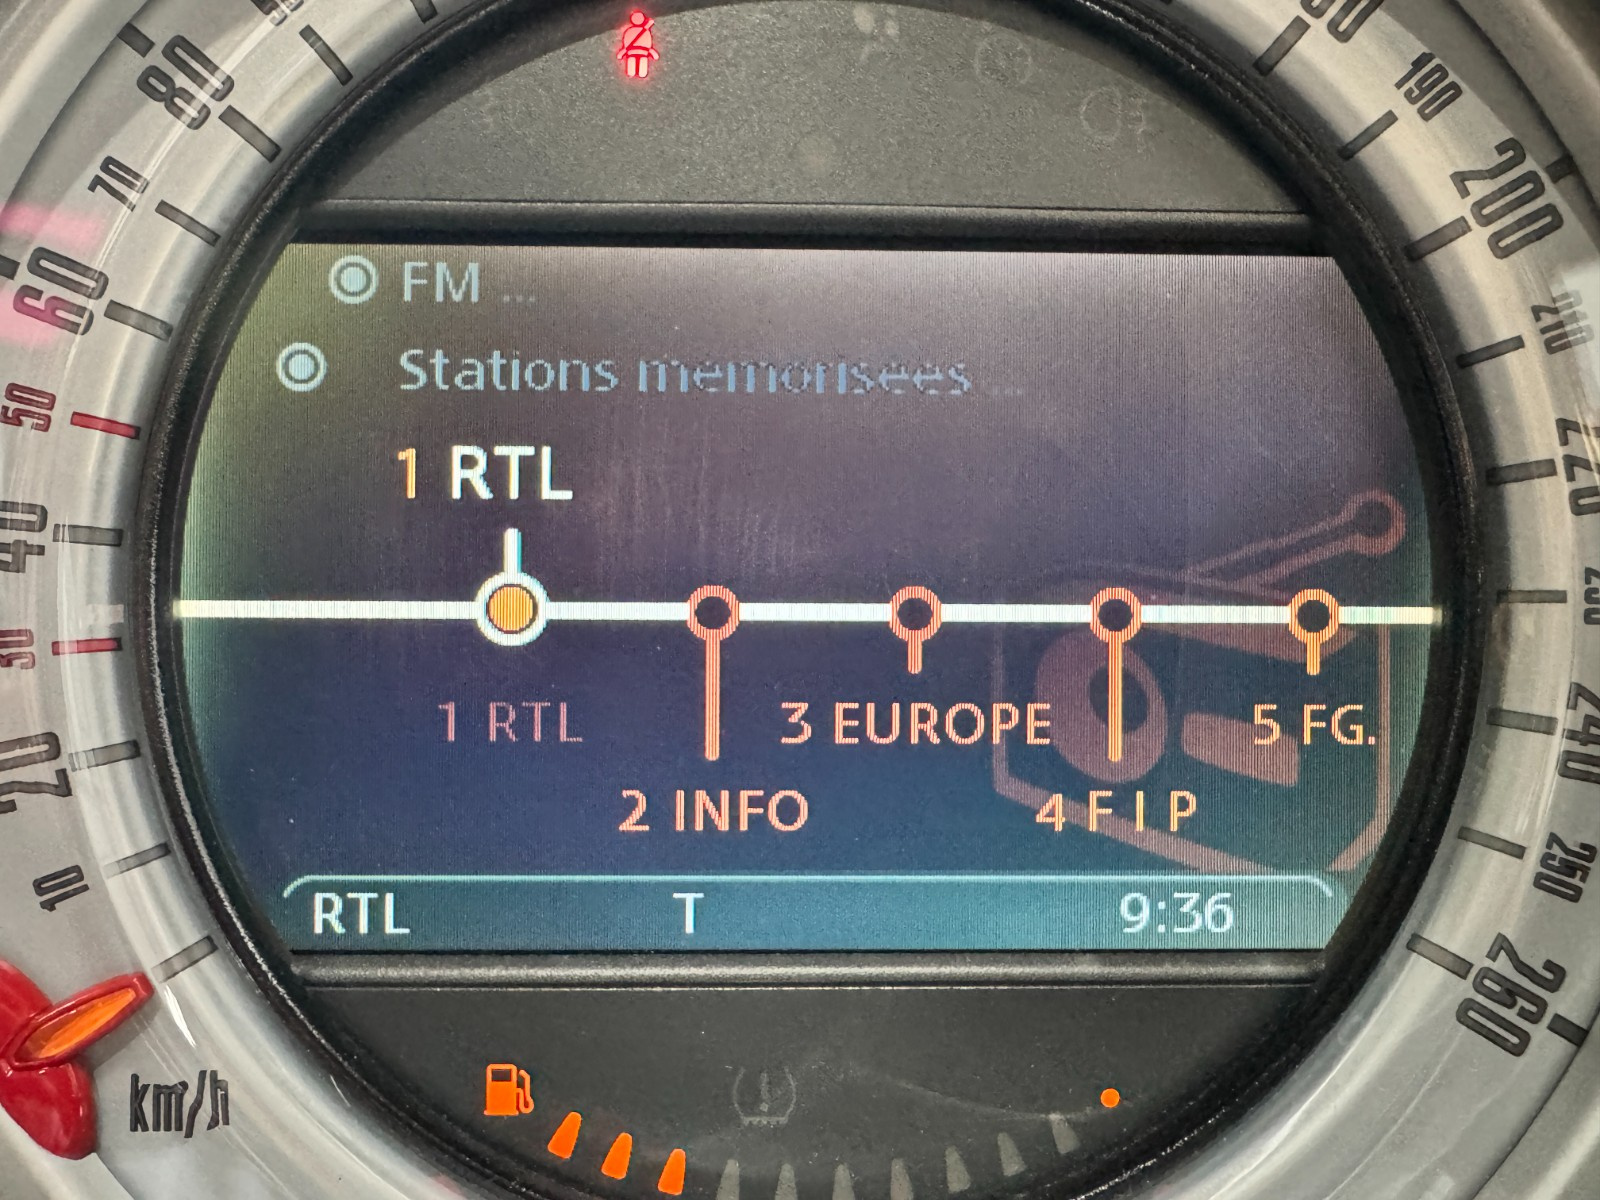 FM ...
Stations memorisees ...
1 RTL
1 RTL
2 INFO
3 EUROPE
4 F I P
5 FG.
RTL T 9:36
km/h
10
20
30
40
50
60
70
80
190
200
210
220
230
240
250
260